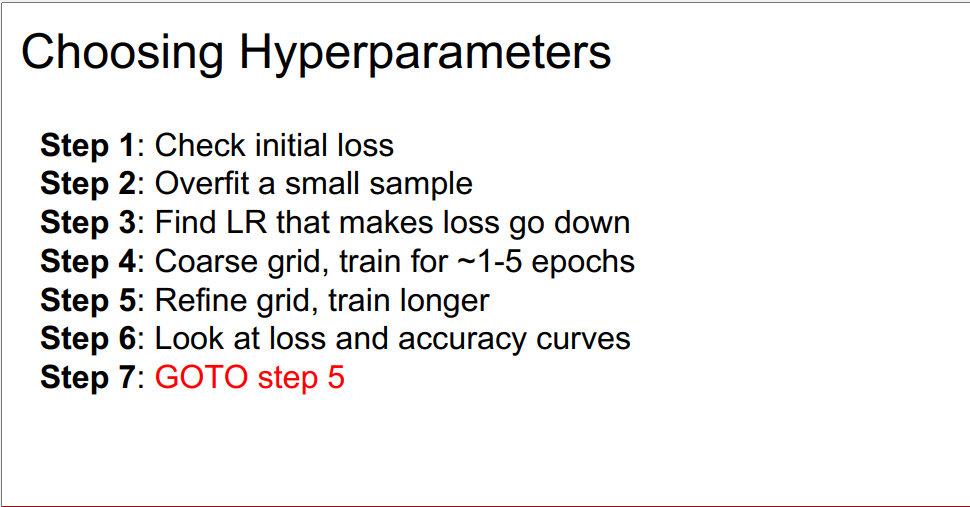 Choosing Hyperparameters
Step 1: Check initial loss
Step 2: Overfit a small sample
Step 3: Find LR that makes loss go down
Step 4: Coarse grid, train for ~1-5 epochs
Step 5: Refine grid, train longer
Step 6: Look at loss and accuracy curves
Step 7: GOTO step 5